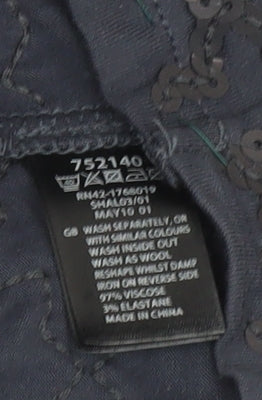 752140
RN42-1768019
SHAL03/01
MAY10 01
GB WASH SEPARATELY, OR
WITH SIMILAR COLOURS
WASH INSIDE OUT
WASH AS WOOL
RESHAPE WHILST DAMP
IRON ON REVERSE SIDE
97% VISCOSE
3% ELASTANE
MADE IN CHINA